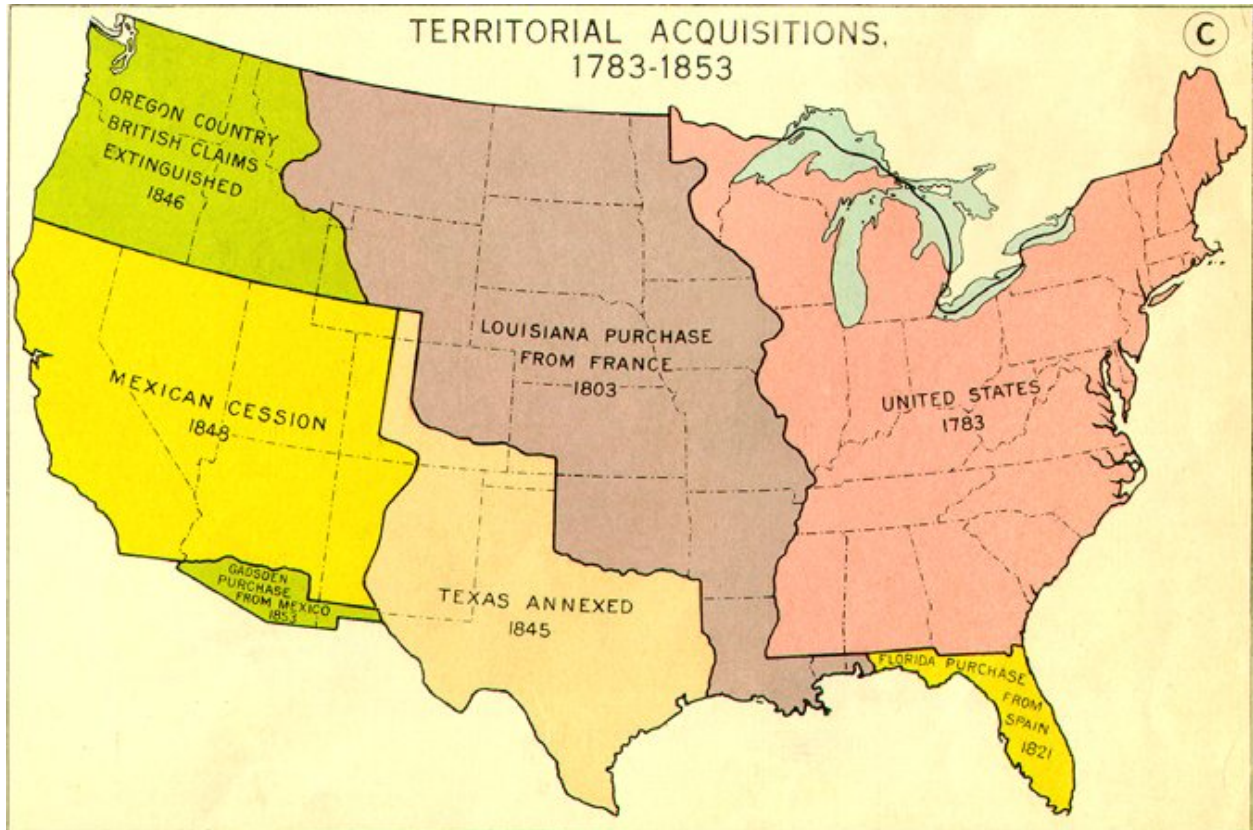 TERRITORIAL ACQUISITIONS,
1783-1853
C
OREGON COUNTRY
BRITISH CLAIMS
EXTINGUISHED
1846
LOUISIANA PURCHASE
FROM FRANCE
1803
UNITED STATES
1783
MEXICAN CESSION
1848
GADSDEN
PURCHASE
FROM MEXICO
1853
TEXAS ANNEXED
1845
FLORIDA PURCHASE
FROM
SPAIN
1821